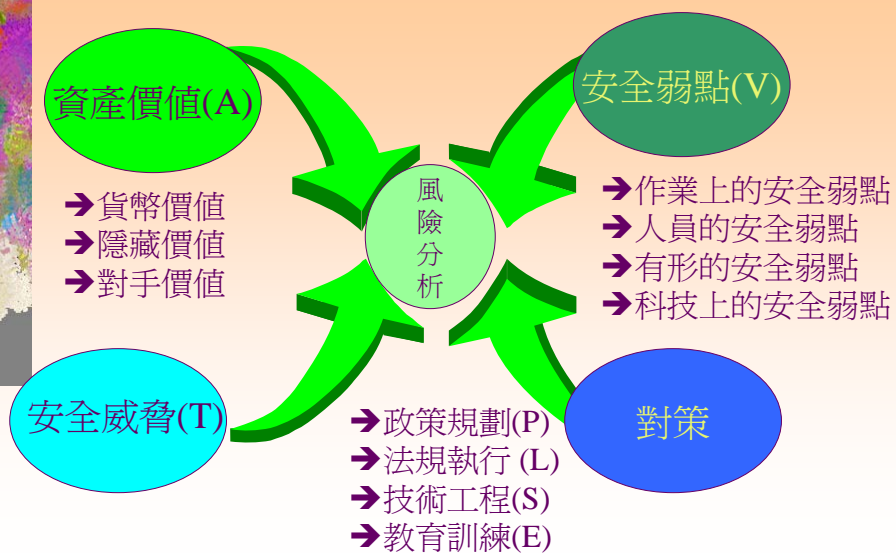 資產價值(A)
➔貨幣價值
➔隱藏價值
➔對手價值
安全弱點(V)
➔作業上的安全弱點
➔人員的安全弱點
➔有形的安全弱點
➔科技上的安全弱點
風
險
分
析
安全威脅(T)
對策
➔政策規劃(P)
➔法規執行 (L)
➔技術工程(S)
➔教育訓練(E)